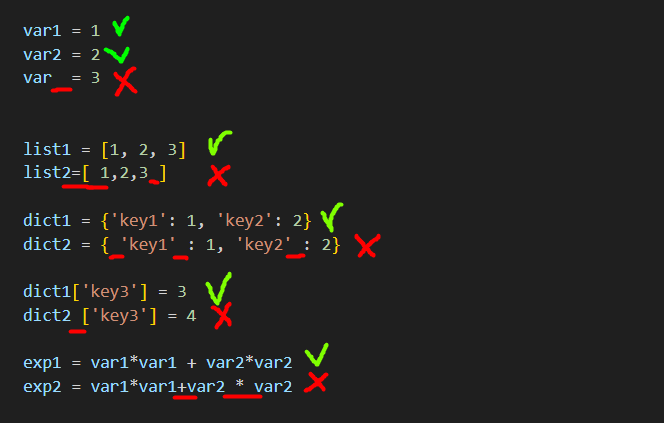 var1 = 1
var2 = 2
var  = 3
list1 = [1, 2, 3]
list2=[ 1,2,3 ]
dict1 = {'key1': 1, 'key2': 2}
dict2 = { 'key1' : 1, 'key2' : 2}
dict1['key3'] = 3
dict2 ['key3'] = 4
exp1 = var1*var1 + var2*var2
exp2 = var1*var1+var2 * var2